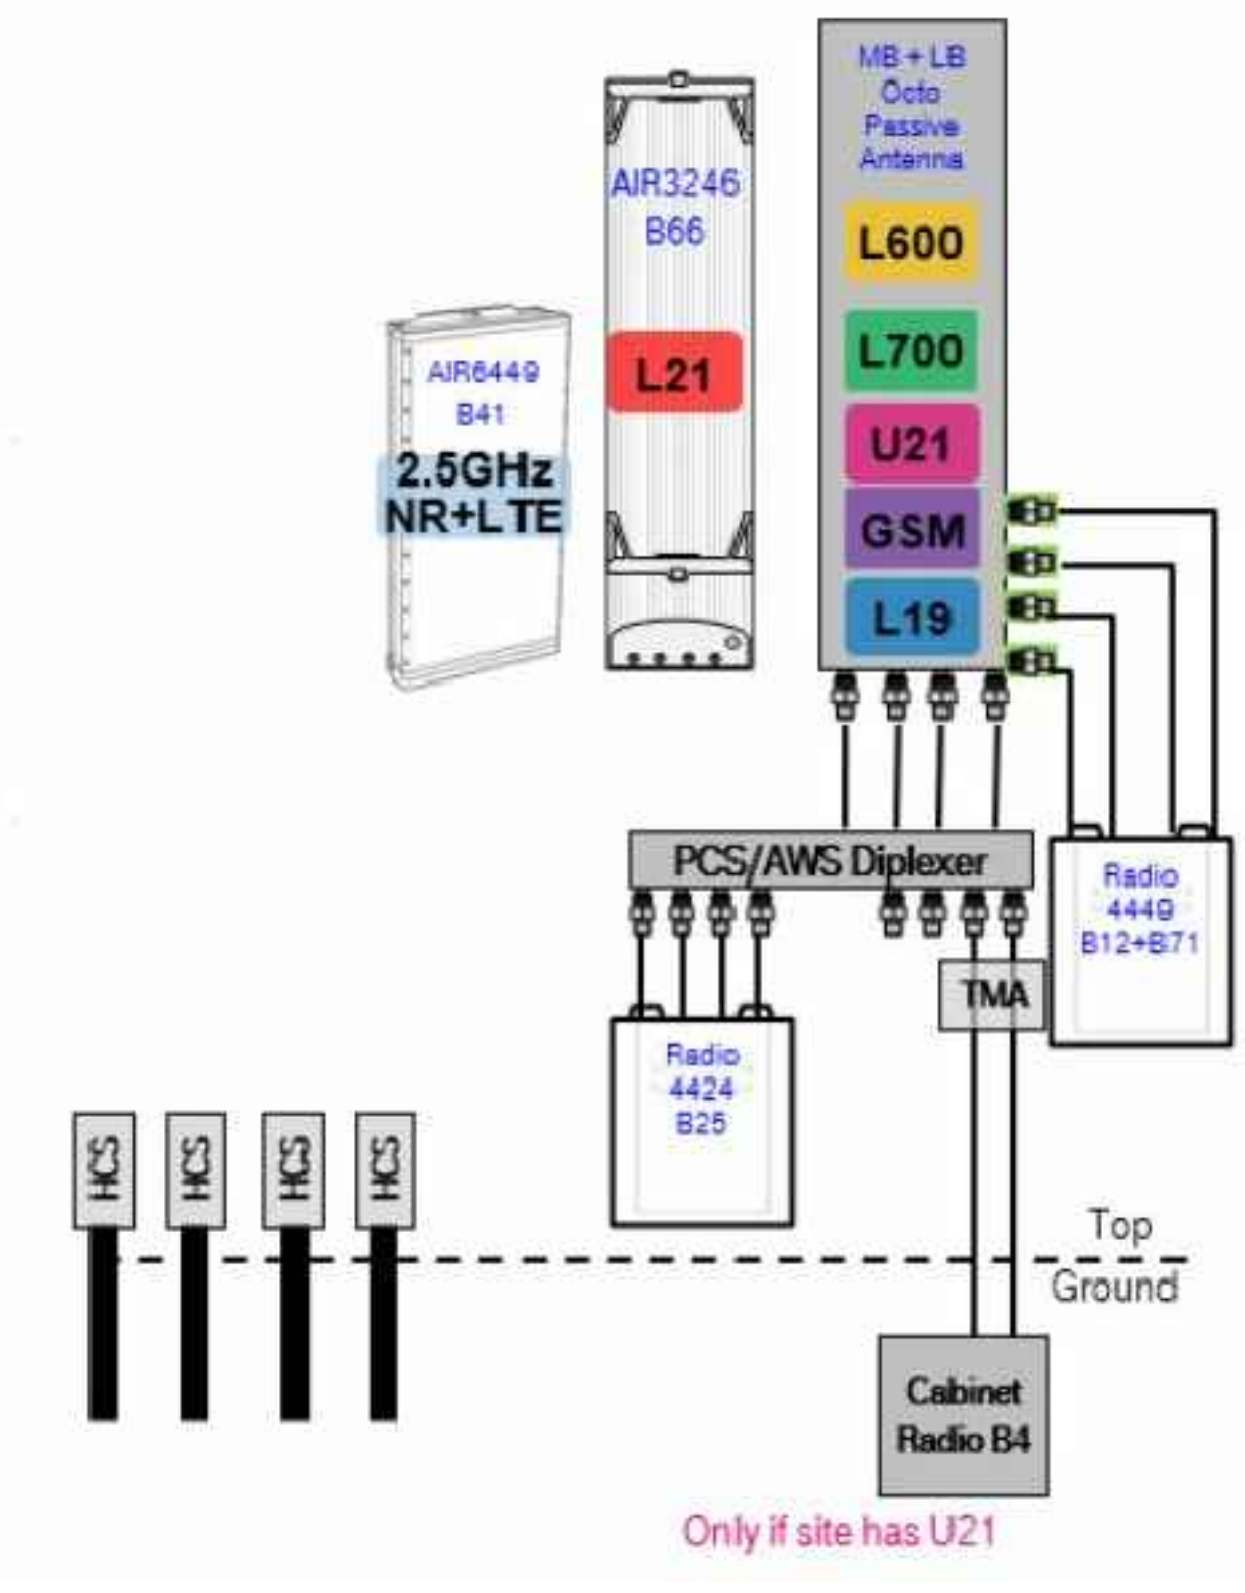 MB + LB
Octo
Passive
Antenna
L600
L700
U21
GSM
L19
AIR3246
B66
L21
AIR6449
B41
2.5GHz
NR+LTE
PCS/AWS Diplexer
Radio
4449
B12+B71
TMA
Radio
4424
B25
HCS
HCS
HCS
HCS
Top
Ground
Cabinet
Radio B4
Only if site has U21